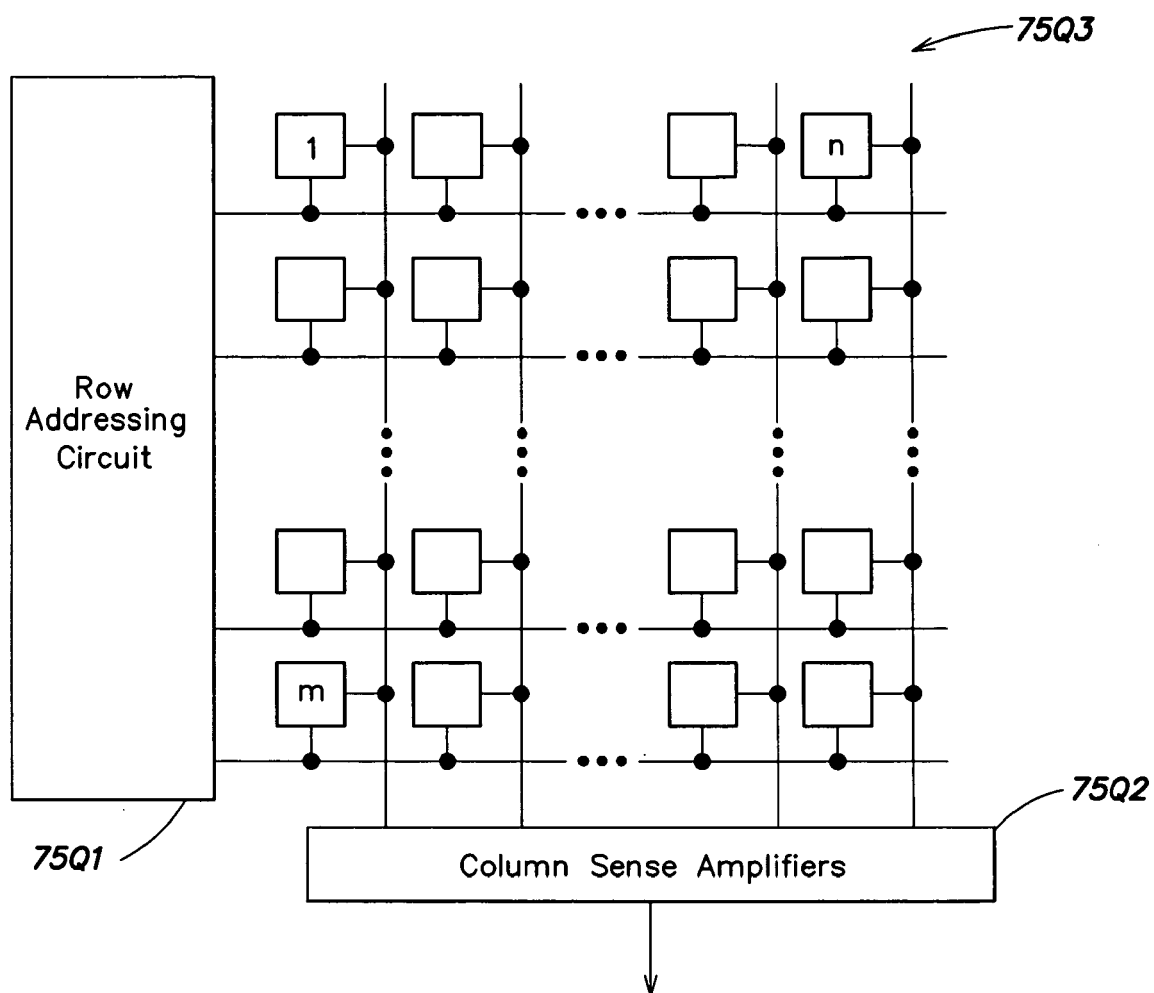 75Q3
1
n
Row
Addressing
Circuit
m
75Q2
75Q1
Column Sense Amplifiers